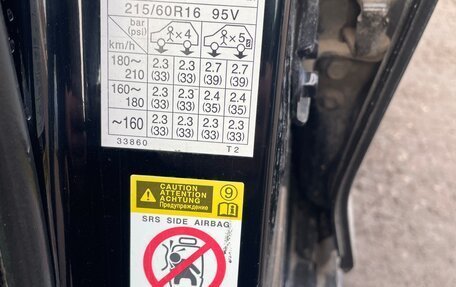 215/60R16 95V
bar (psi) ×4 ×5
km/h
180～210 2.3 (33) 2.3 (33) 2.7 (39) 2.7 (39)
160～180 2.3 (33) 2.3 (33) 2.4 (35) 2.4 (35)
～160 2.3 (33) 2.3 (33) 2.3 (33) 2.3 (33)
33860 T2
CAUTION
ATTENTION
ACHTUNG
Предупреждение
9
SRS SIDE AIRBAG